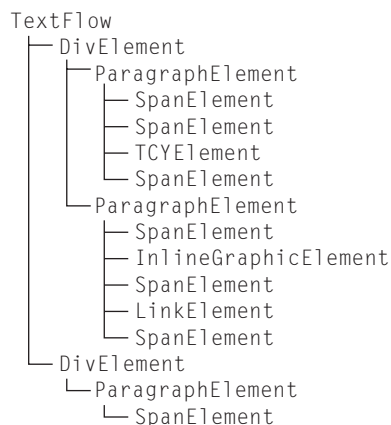 TextFlow
DivElement
ParagraphElement
SpanElement
SpanElement
TCYElement
SpanElement
ParagraphElement
SpanElement
InlineGraphicElement
SpanElement
LinkElement
SpanElement
DivElement
ParagraphElement
SpanElement